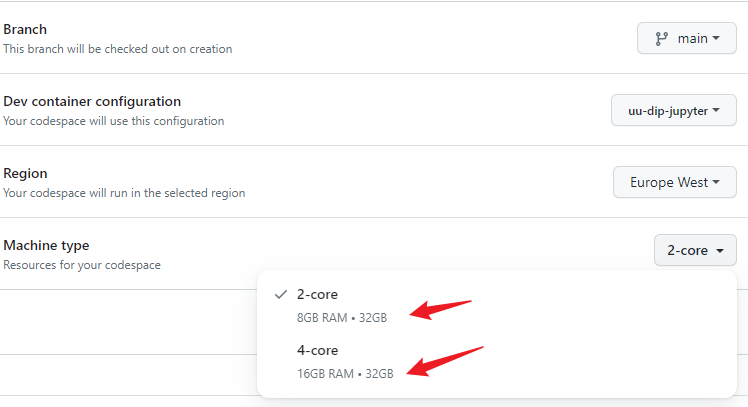 Branch
This branch will be checked out on creation
main
Dev container configuration
Your codespace will use this configuration
uu-dip-jupyter
Region
Your codespace will run in the selected region
Europe West
Machine type
Resources for your codespace
2-core
2-core
8GB RAM • 32GB
4-core
16GB RAM • 32GB